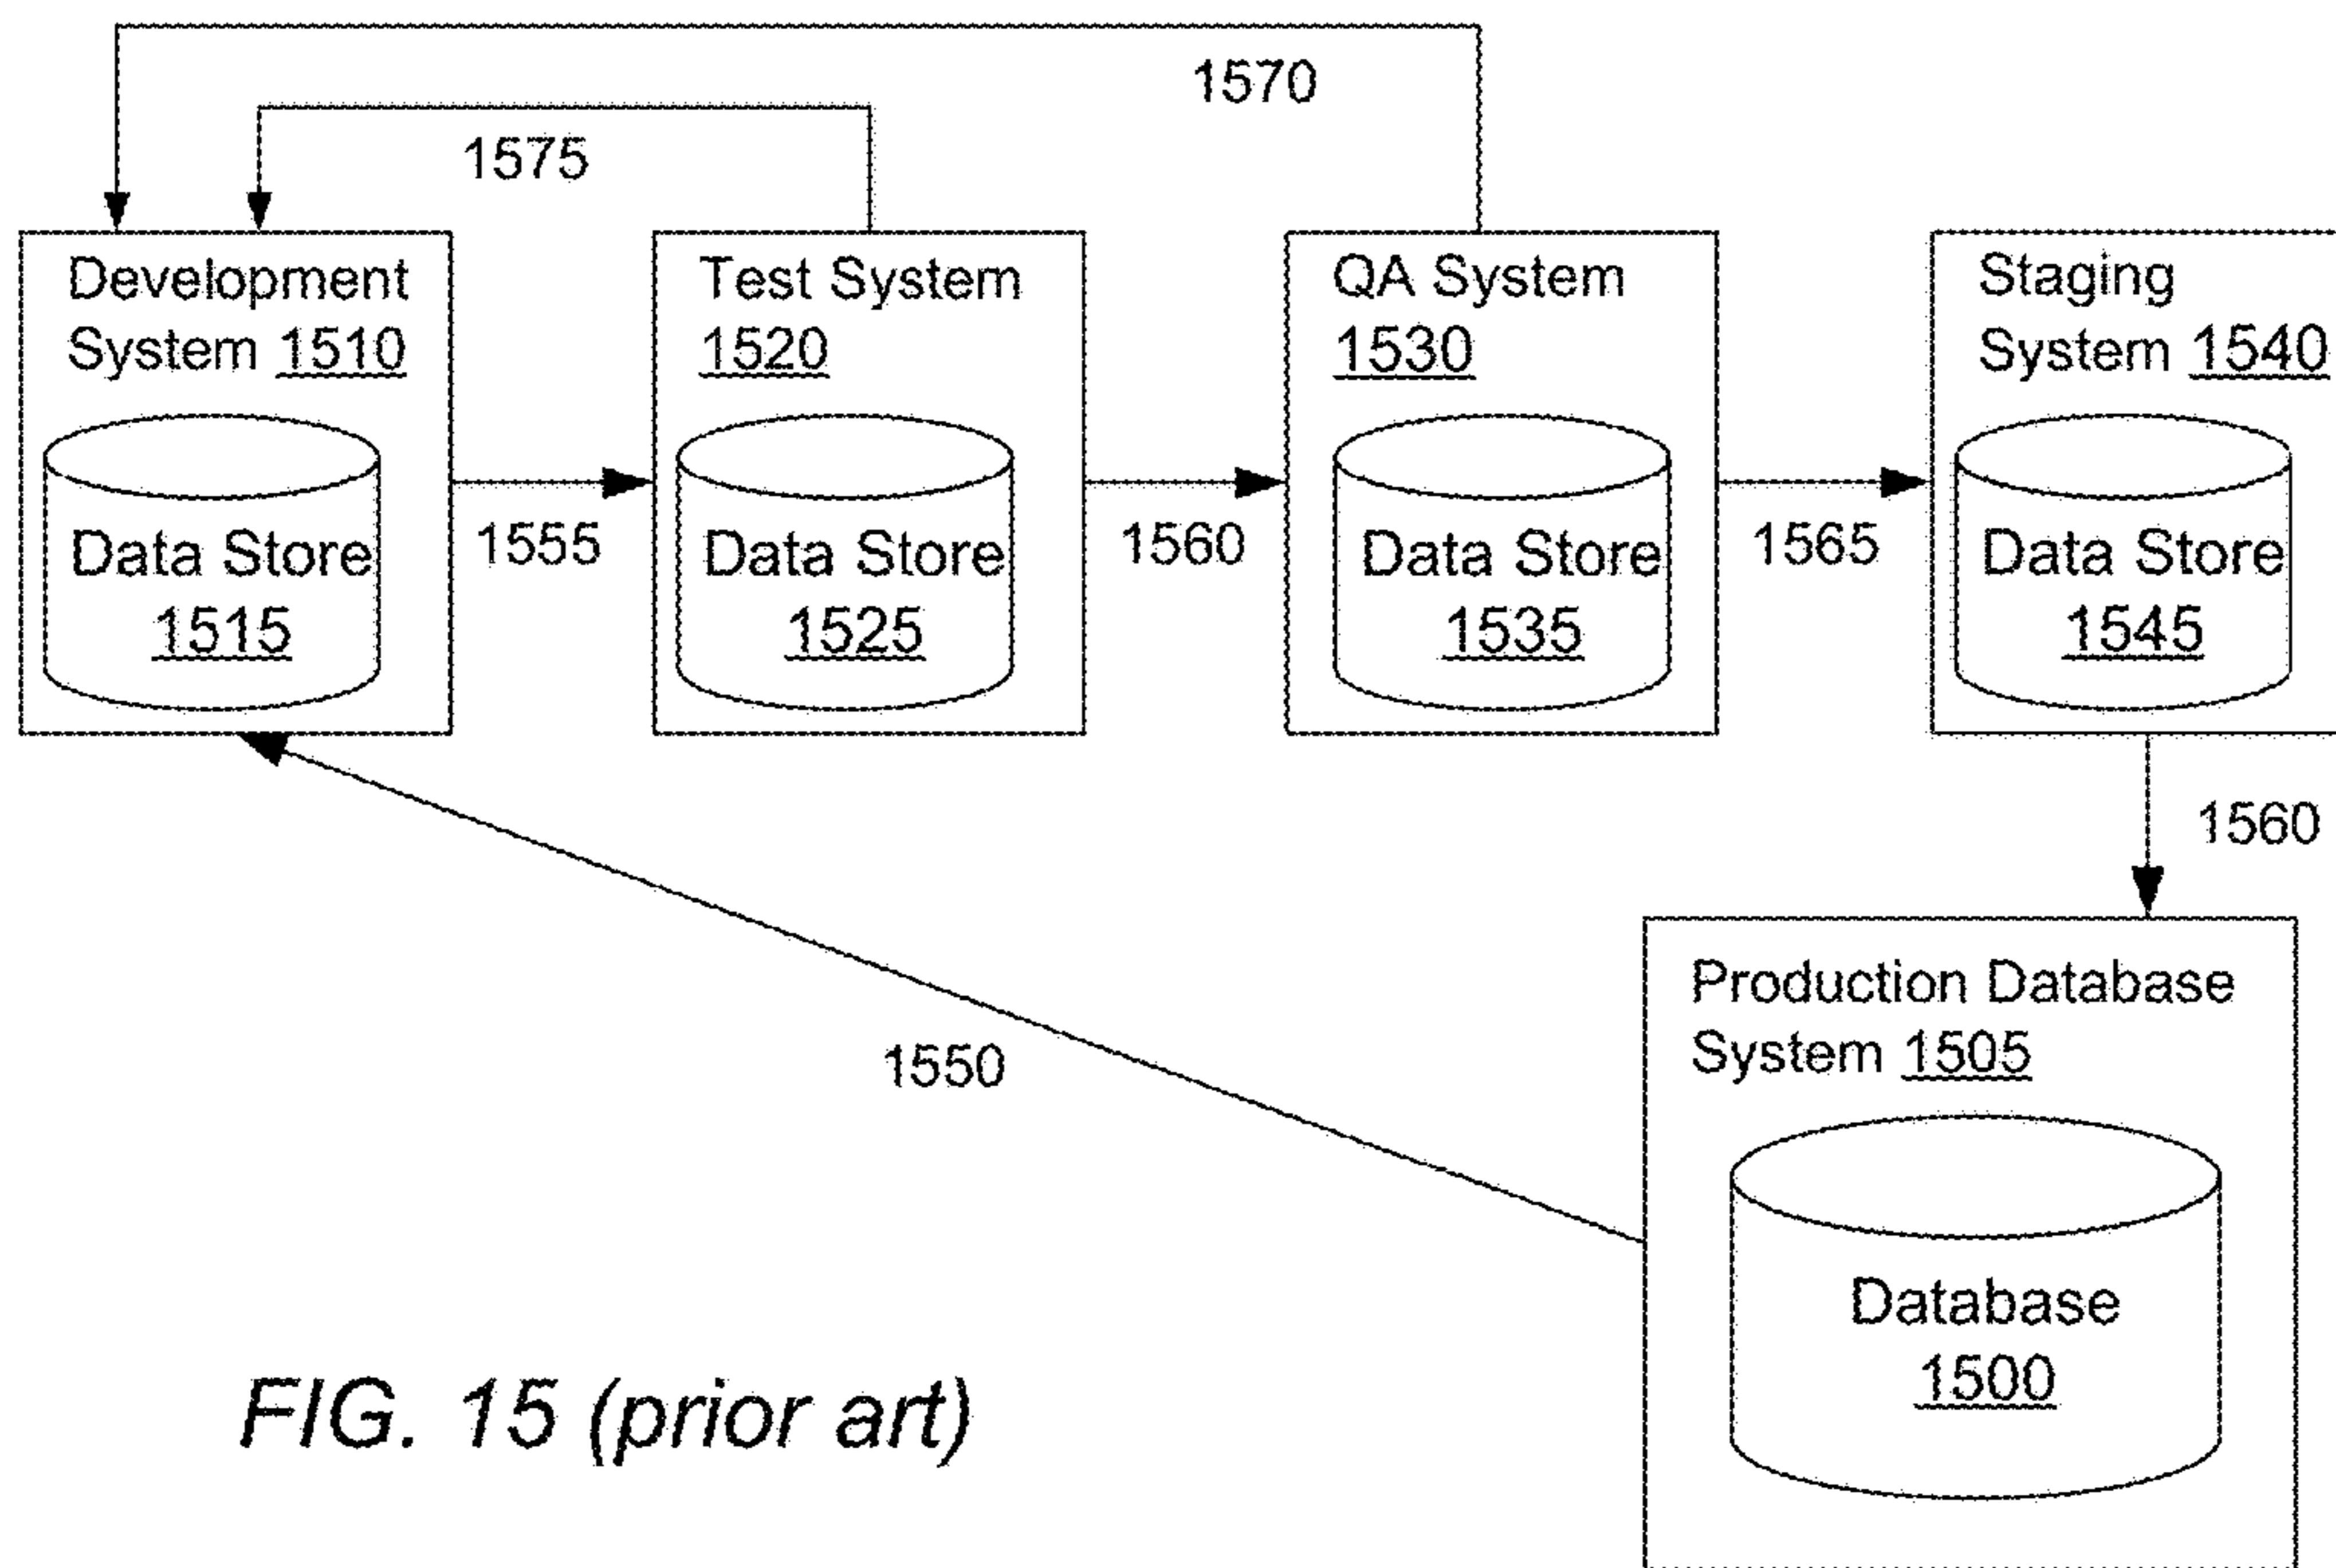 1570
1575
Development
System 1510
Test System
1520
QA System
1530
Staging
System 1540
Data Store
1515
1555
Data Store
1525
1560
Data Store
1535
1565
Data Store
1545
1560
Production Database
System 1505
1550
Database
1500
FIG. 15 (prior art)